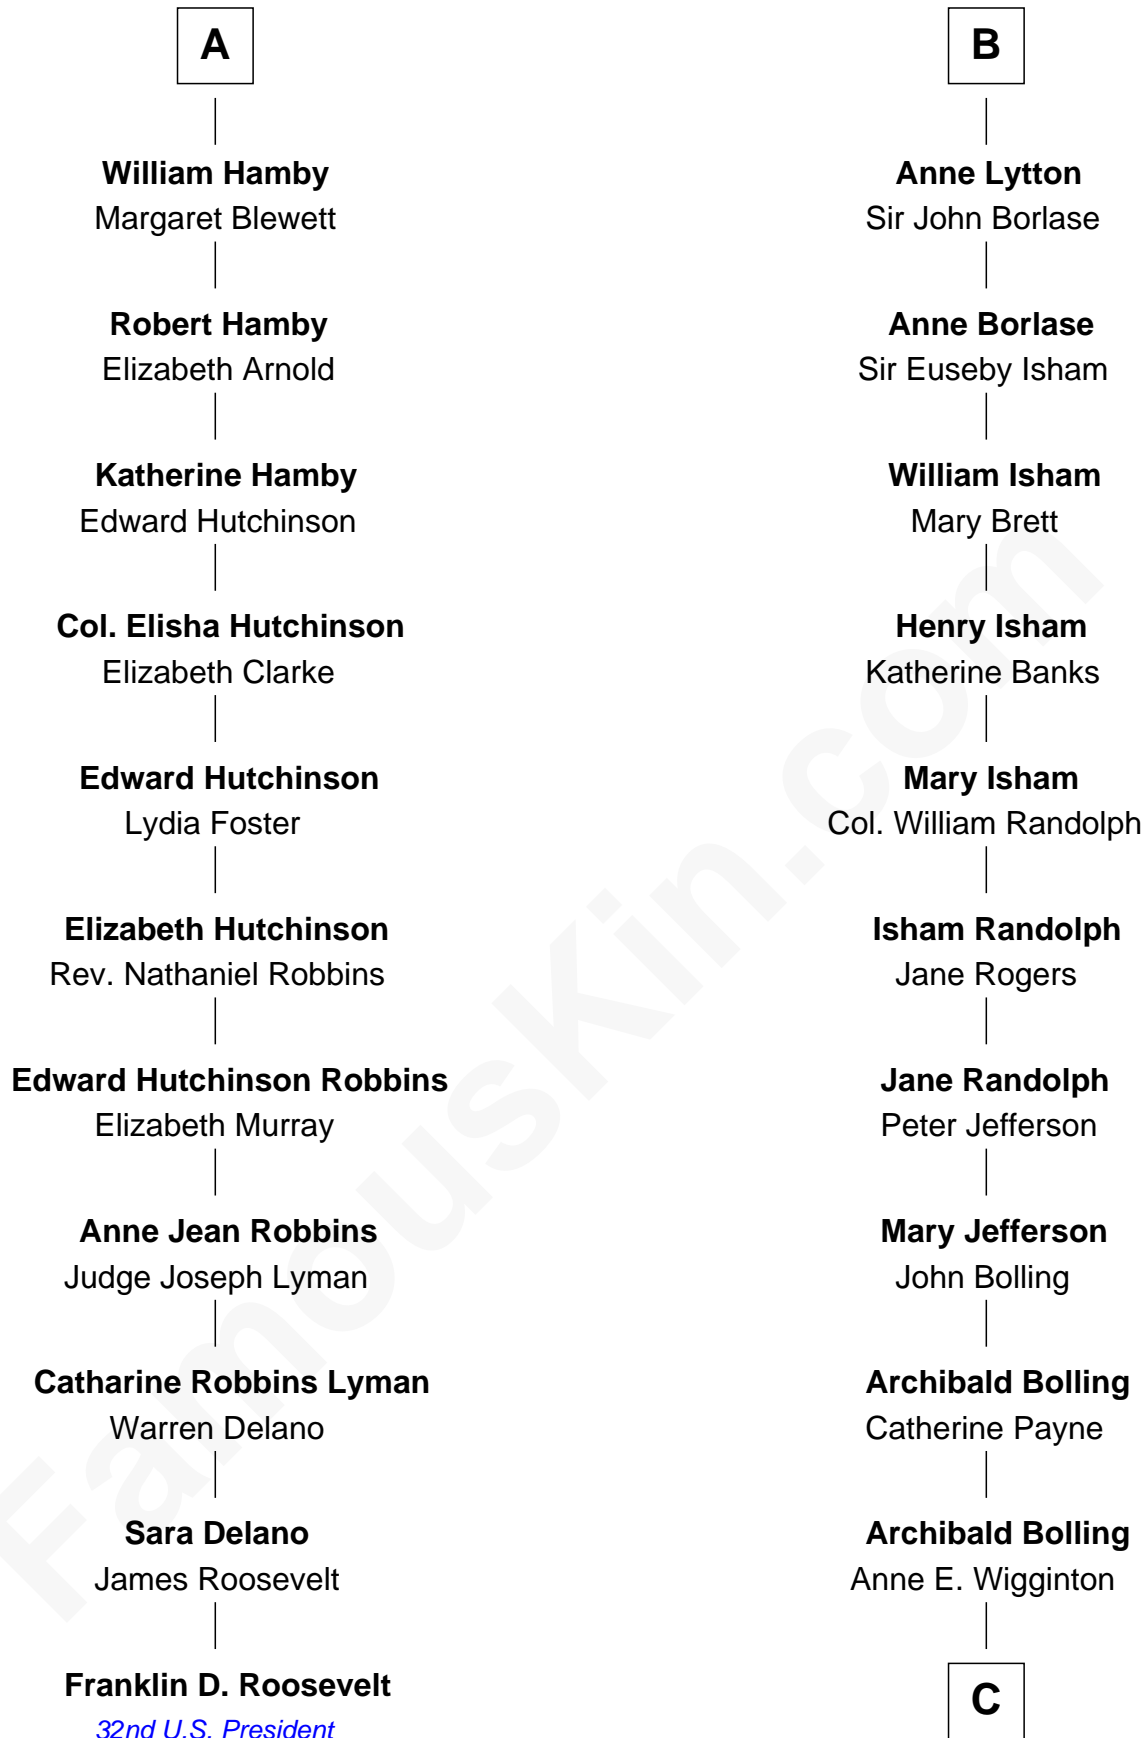 A
William Hamby
Margaret Blewett
Robert Hamby
Elizabeth Arnold
Katherine Hamby
Edward Hutchinson
Col. Elisha Hutchinson
Elizabeth Clarke
Edward Hutchinson
Lydia Foster
Elizabeth Hutchinson
Rev. Nathaniel Robbins
Edward Hutchinson Robbins
Elizabeth Murray
Anne Jean Robbins
Judge Joseph Lyman
Catharine Robbins Lyman
Warren Delano
Sara Delano
James Roosevelt
Franklin D. Roosevelt
32nd U.S. President
B
Anne Lytton
Sir John Borlase
Anne Borlase
Sir Euseby Isham
William Isham
Mary Brett
Henry Isham
Katherine Banks
Mary Isham
Col. William Randolph
Isham Randolph
Jane Rogers
Jane Randolph
Peter Jefferson
Mary Jefferson
John Bolling
Archibald Bolling
Catherine Payne
Archibald Bolling
Anne E. Wigginton
C
FamousKin.com